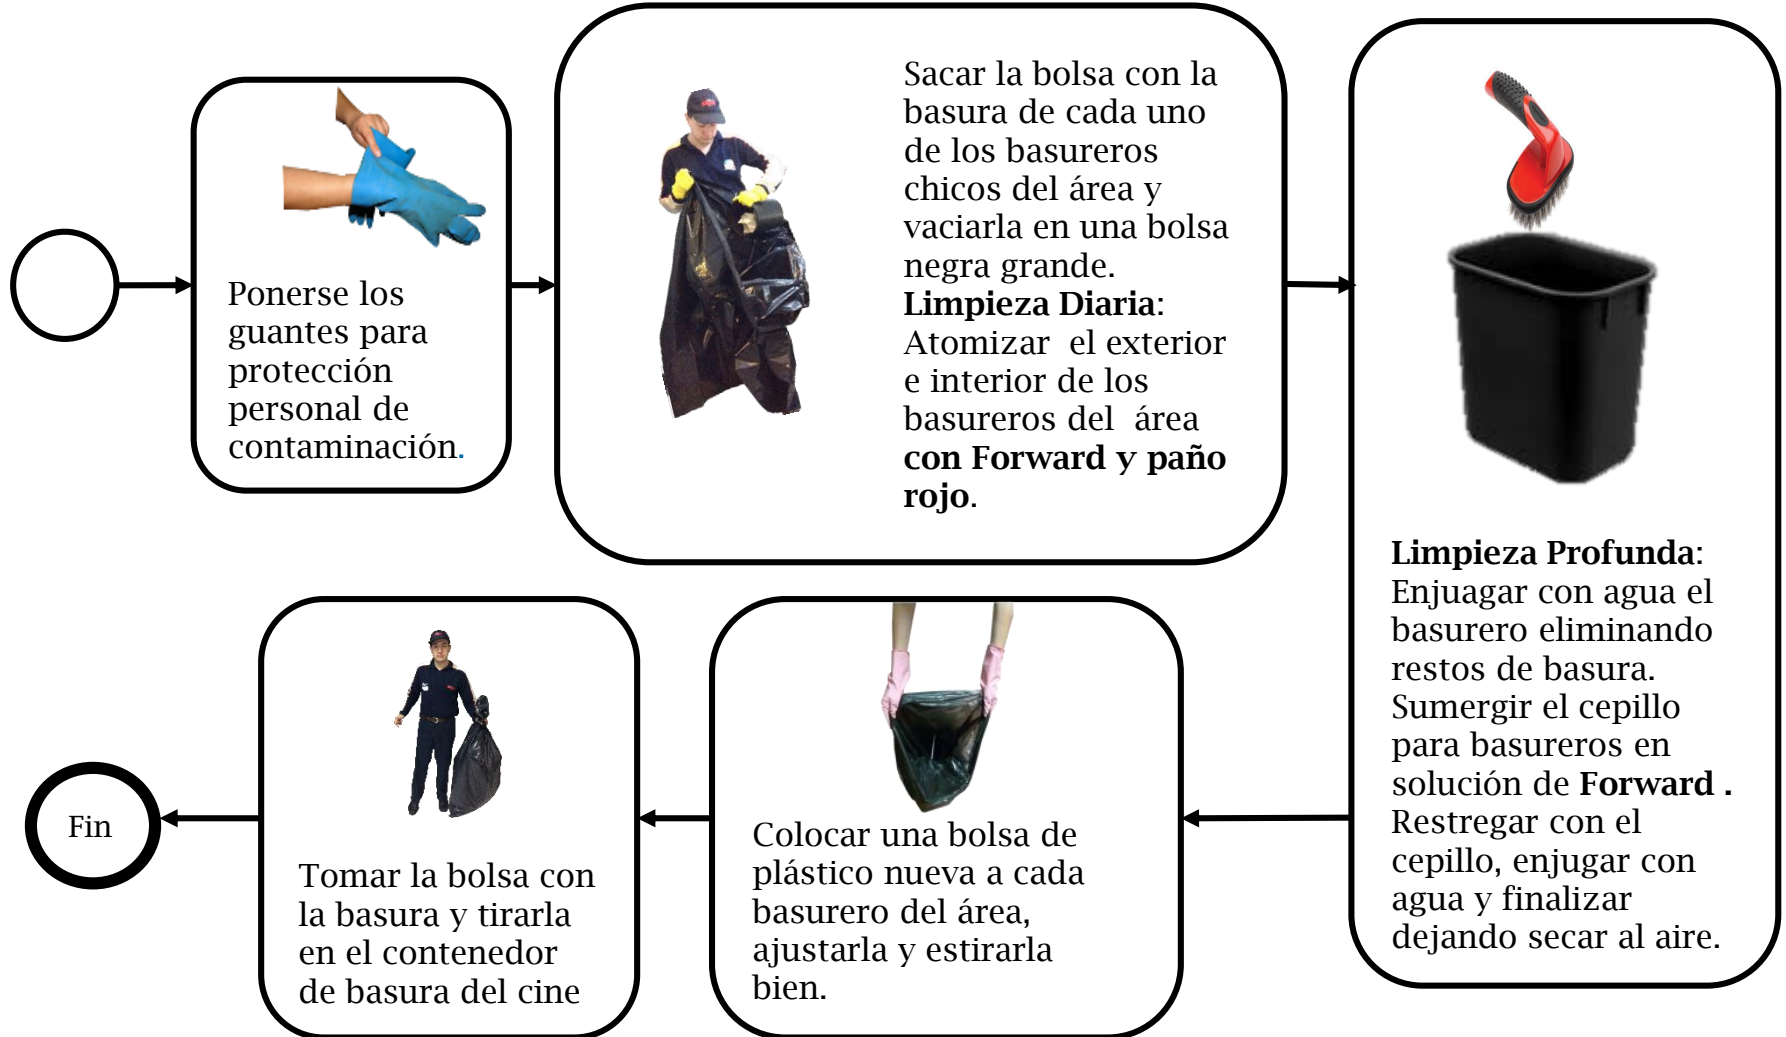 Ponerse los
guantes para
protección
personal de
contaminación.
Sacar la bolsa con la
basura de cada uno
de los basureros
chicos del área y
vaciarla en una bolsa
negra grande.
Limpieza Diaria:
Atomizar el exterior
e interior de los
basureros del área
con Forward y paño
rojo.
Limpieza Profunda:
Enjuagar con agua el
basurero eliminando
restos de basura.
Sumergir el cepillo
para basureros en
solución de Forward .
Restregar con el
cepillo, enjugar con
agua y finalizar
dejando secar al aire.
Colocar una bolsa de
plástico nueva a cada
basurero del área,
ajustarla y estirarla
bien.
Tomar la bolsa con
la basura y tirarla
en el contenedor
de basura del cine
Fin